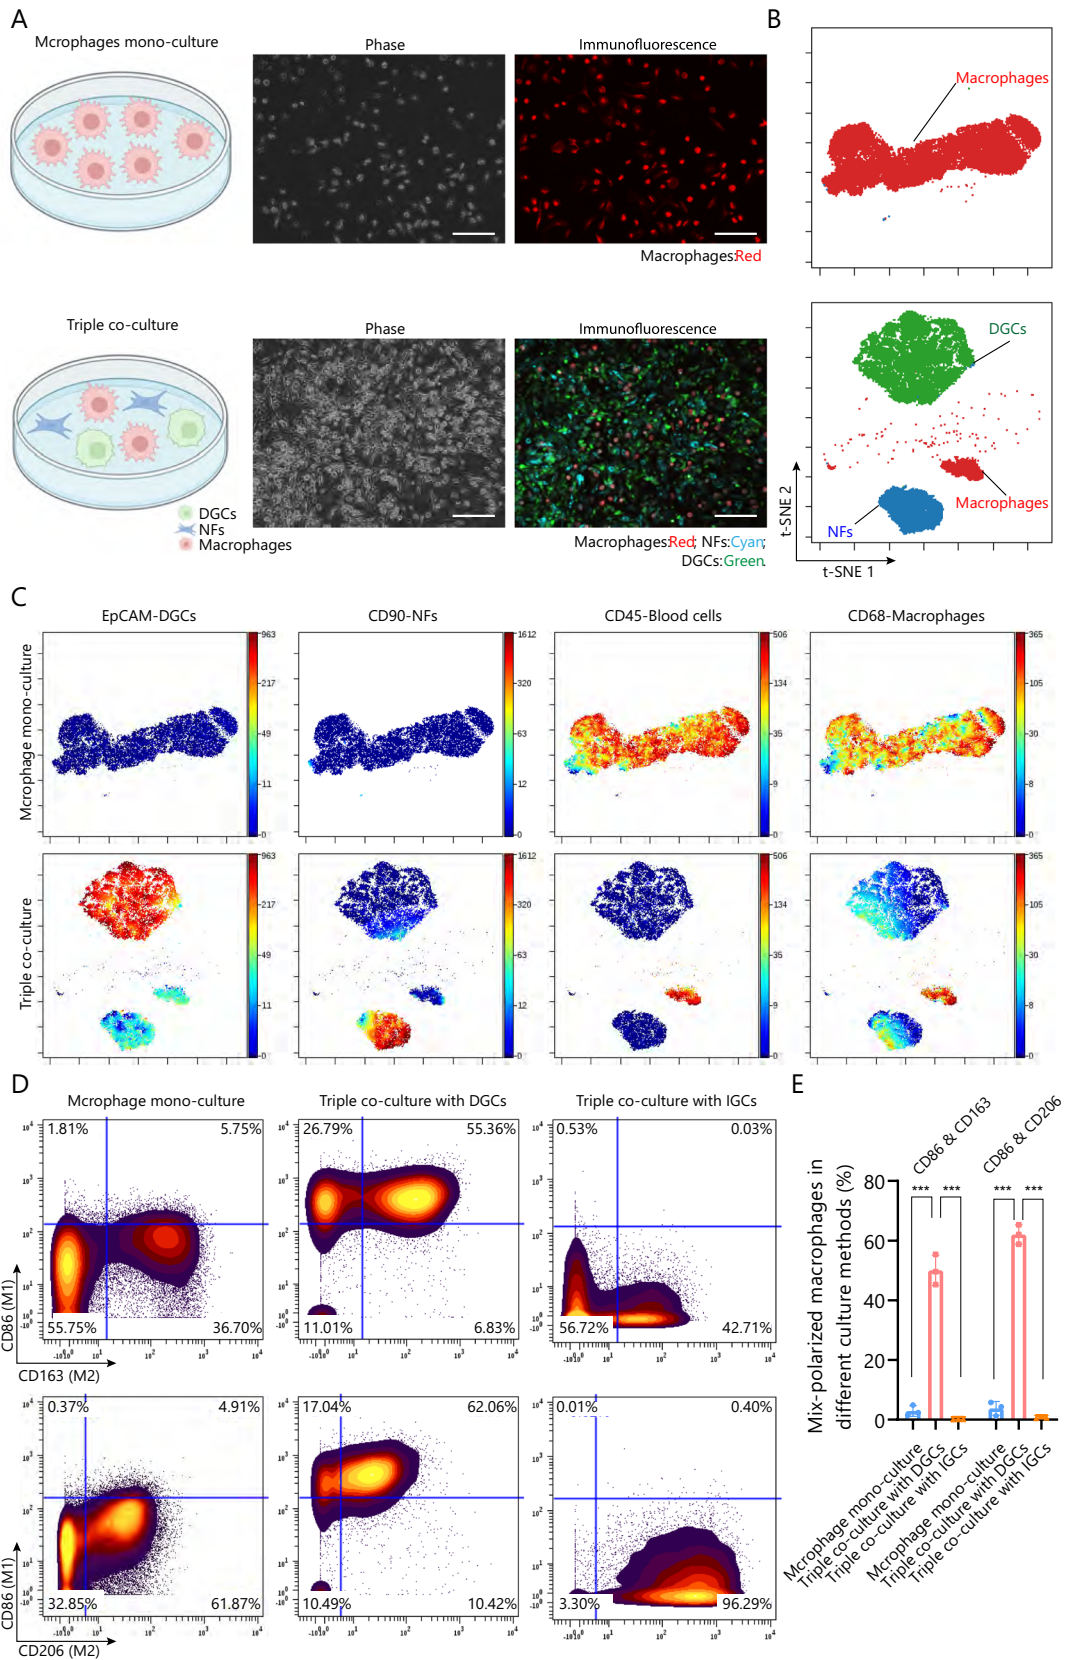 A
Mcrophages mono-culture
Phase
Immunofluorescence
Macrophages:Red
Triple co-culture
Phase
Immunofluorescence
DGCs
NFs
Macrophages
Macrophages:Red; NFs:Cyan;
DGCs:Green.
B
Macrophages
DGCs
Macrophages
NFs
t-SNE 2
t-SNE 1
C
EpCAM-DGCs
CD90-NFs
CD45-Blood cells
CD68-Macrophages
Mcrophage mono-culture
963
217
49
11
0
1612
320
63
12
0
506
134
35
9
0
365
105
30
8
0
Triple co-culture
963
217
49
11
0
1612
320
63
12
0
506
134
35
9
0
365
105
30
8
0
D
Mcrophage mono-culture
Triple co-culture with DGCs
Triple co-culture with IGCs
1.81%
5.75%
55.75%
36.70%
26.79%
55.36%
11.01%
6.83%
0.53%
0.03%
56.72%
42.71%
CD86 (M1)
CD163 (M2)
0.37%
4.91%
32.85%
61.87%
17.04%
62.06%
10.49%
10.42%
0.01%
0.40%
3.30%
96.29%
CD86 (M1)
CD206 (M2)
E
CD86 & CD163
CD86 & CD206
*** *** *** ***
Mix-polarized macrophages in
different culture methods (%)
80
60
40
20
0
Mcrophage mono-culture
Triple co-culture with DGCs
Triple co-culture with IGCs
Mcrophage mono-culture
Triple co-culture with DGCs
Triple co-culture with IGCs